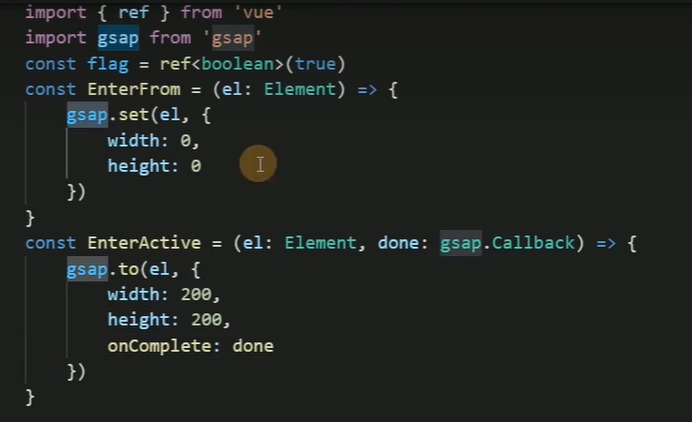 import { ref } from 'vue'
import gsap from 'gsap'
const flag = ref<boolean>(true)
const EnterFrom = (el: Element) => {
    gsap.set(el, {
        width: 0,
        height: 0
    })
}
const EnterActive = (el: Element, done: gsap.Callback) => {
    gsap.to(el, {
        width: 200,
        height: 200,
        onComplete: done
    })
}